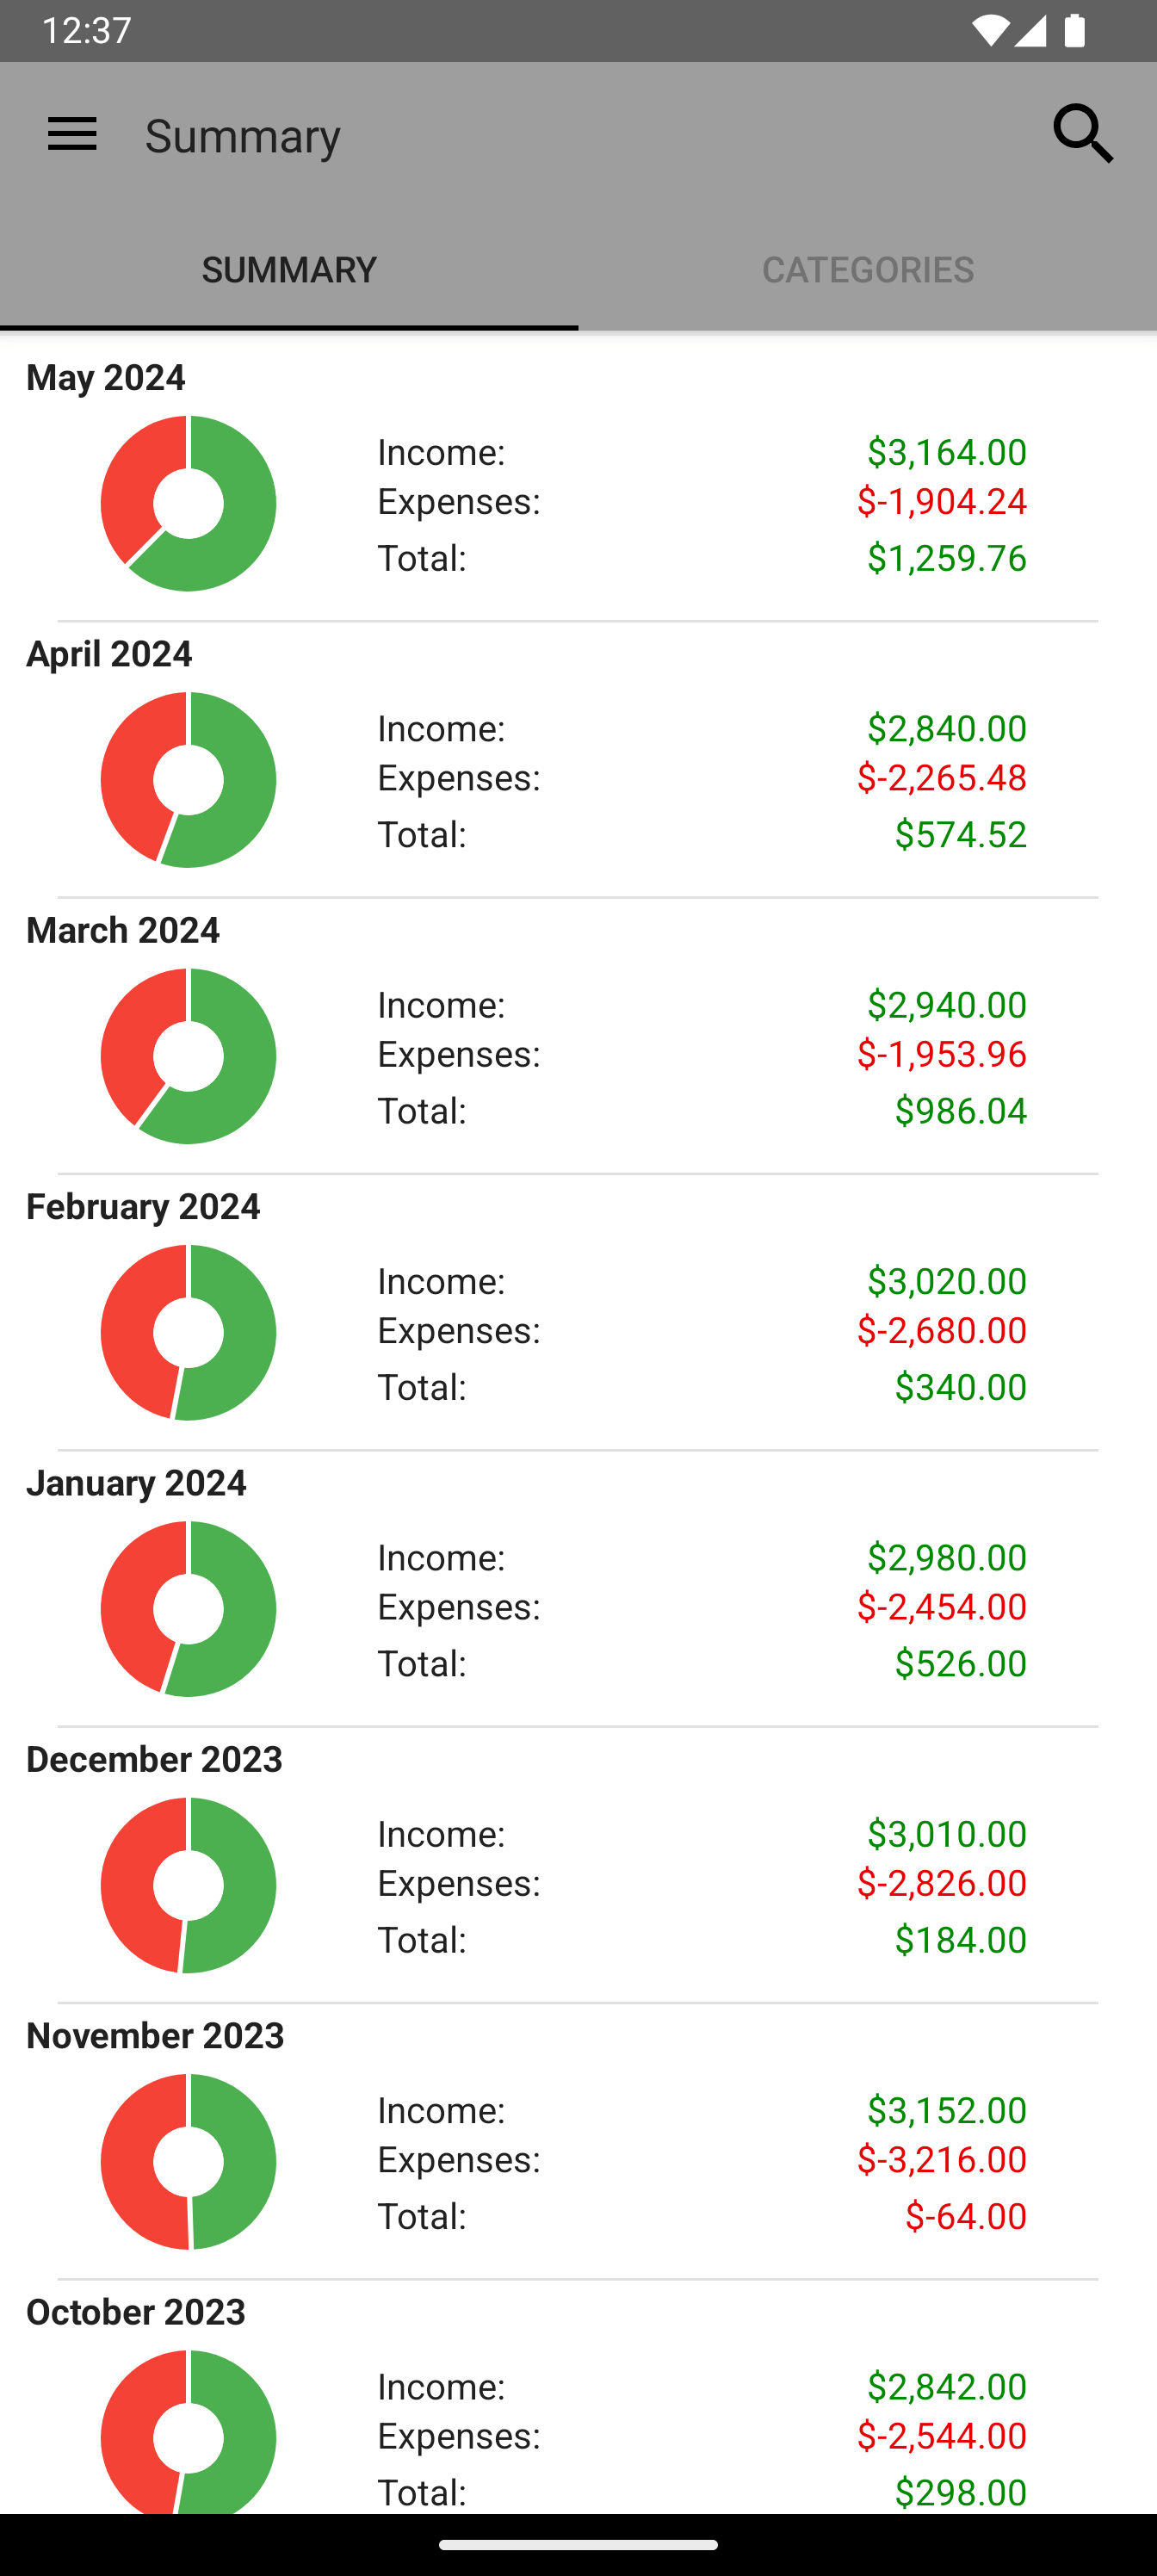 12:37
Summary
SUMMARY CATEGORIES
May 2024
Income: $3,164.00
Expenses: $-1,904.24
Total: $1,259.76
April 2024
Income: $2,840.00
Expenses: $-2,265.48
Total: $574.52
March 2024
Income: $2,940.00
Expenses: $-1,953.96
Total: $986.04
February 2024
Income: $3,020.00
Expenses: $-2,680.00
Total: $340.00
January 2024
Income: $2,980.00
Expenses: $-2,454.00
Total: $526.00
December 2023
Income: $3,010.00
Expenses: $-2,826.00
Total: $184.00
November 2023
Income: $3,152.00
Expenses: $-3,216.00
Total: $-64.00
October 2023
Income: $2,842.00
Expenses: $-2,544.00
Total: $298.00